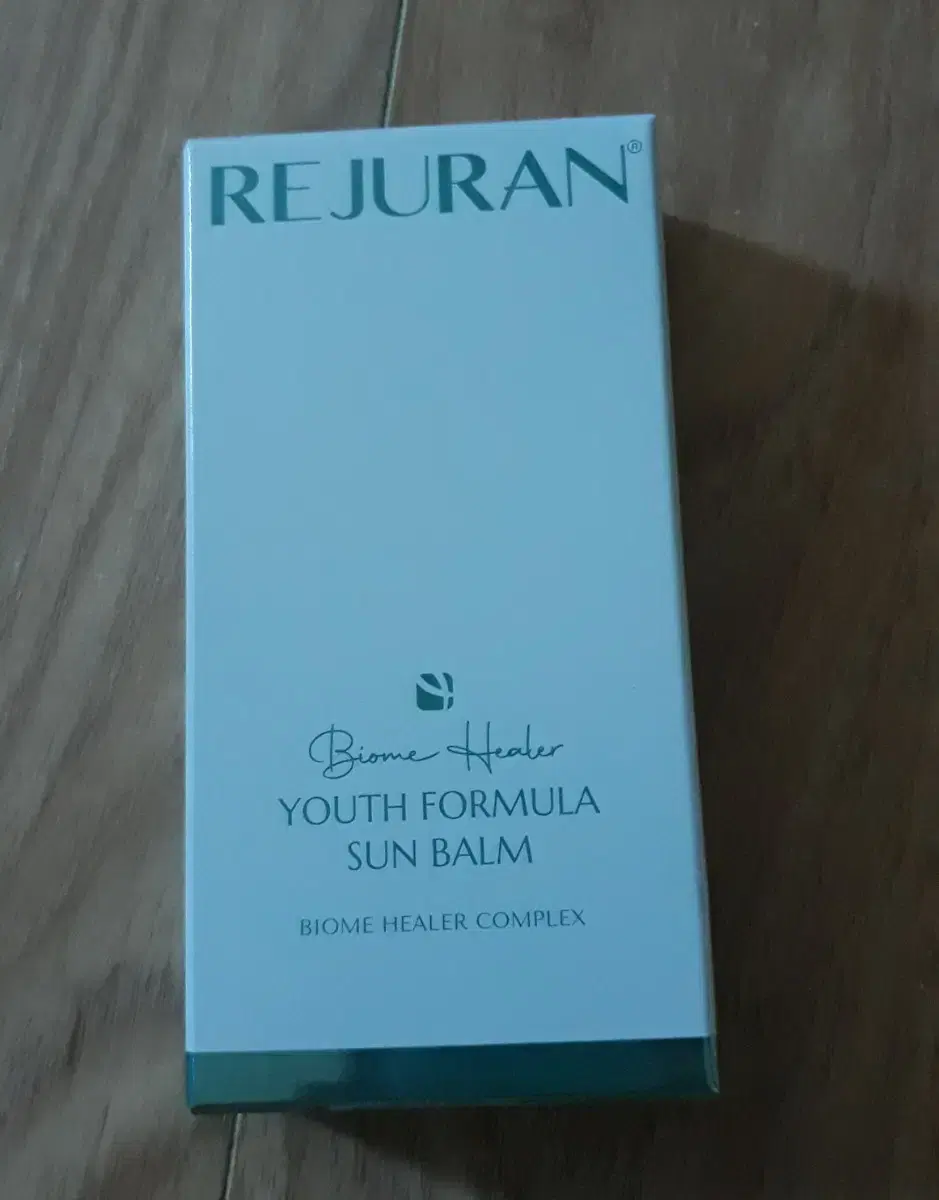 REJURAN®
Biome Healer
YOUTH FORMULA
SUN BALM
BIOME HEALER COMPLEX